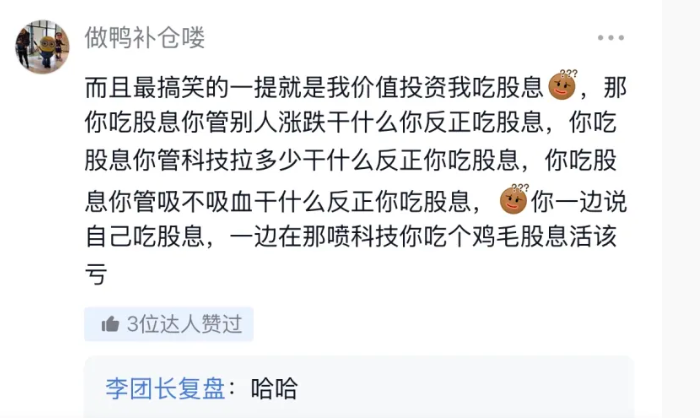 做鸭补仓喽
而且最搞笑的一提就是我价值投资我吃股息，那
你吃股息你管别人涨跌干什么你反正吃股息，你吃
股息你管科技拉多少干什么反正你吃股息，你吃股
息你管吸不吸血干什么反正你吃股息，你一边说
自己吃股息，一边在那喷科技你吃个鸡毛股息活该
亏
3位达人赞过
李团长复盘：哈哈